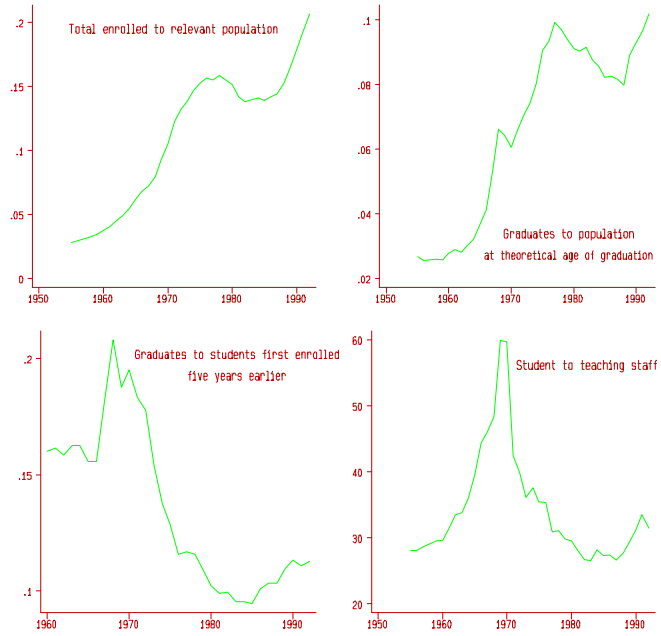 Total enrolled to relevant population
.2
.15
.1
.05
0
1950 1960 1970 1980 1990
Graduates to population
at theoretical age of graduation
.1
.08
.06
.04
.02
1950 1960 1970 1980 1990
Graduates to students first enrolled
five years earlier
.2
.15
.1
1960 1970 1980 1990
Student to teaching staff
60
50
40
30
20
1950 1960 1970 1980 1990